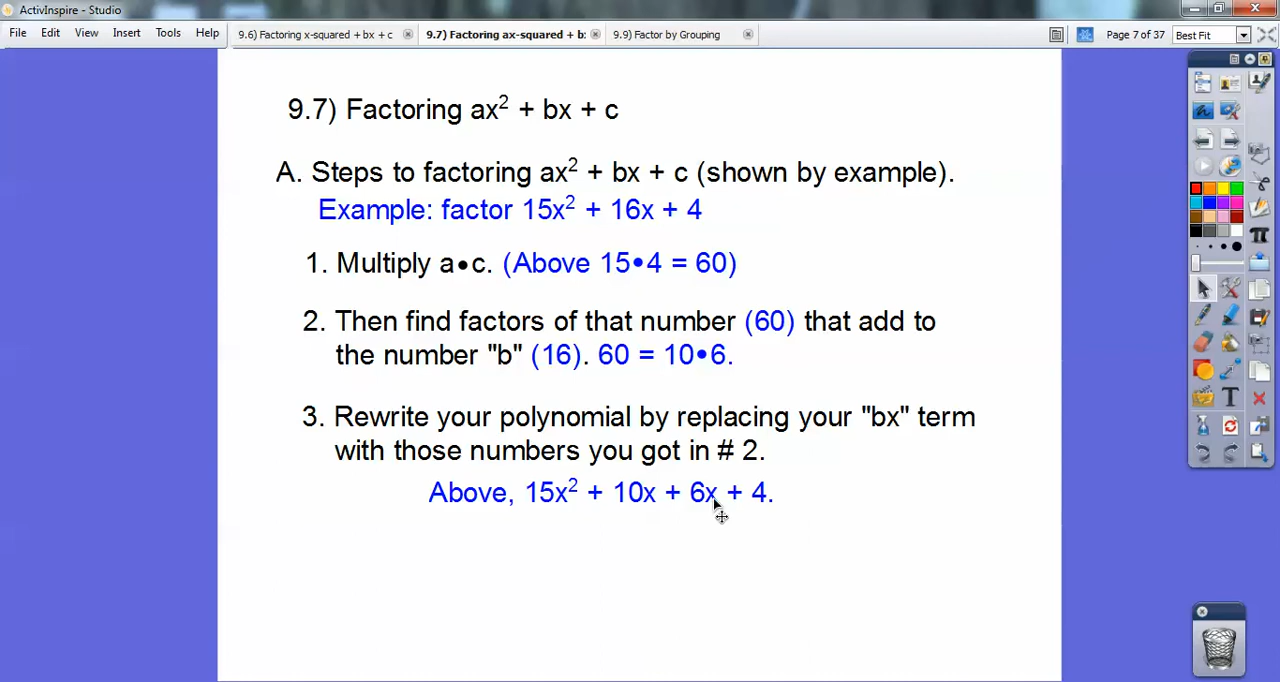 ActivInspire - Studio
File Edit View Insert Tools Help
9.6) Factoring x-squared + bx + c
9.7) Factoring ax-squared + b:
9.9) Factor by Grouping
Page 7 of 37
Best Fit
9.7) Factoring ax² + bx + c
A. Steps to factoring ax² + bx + c (shown by example).
Example: factor 15x² + 16x + 4
1. Multiply a•c. (Above 15•4 = 60)
2. Then find factors of that number (60) that add to
the number "b" (16). 60 = 10•6.
3. Rewrite your polynomial by replacing your "bx" term
with those numbers you got in # 2.
Above, 15x² + 10x + 6x + 4.